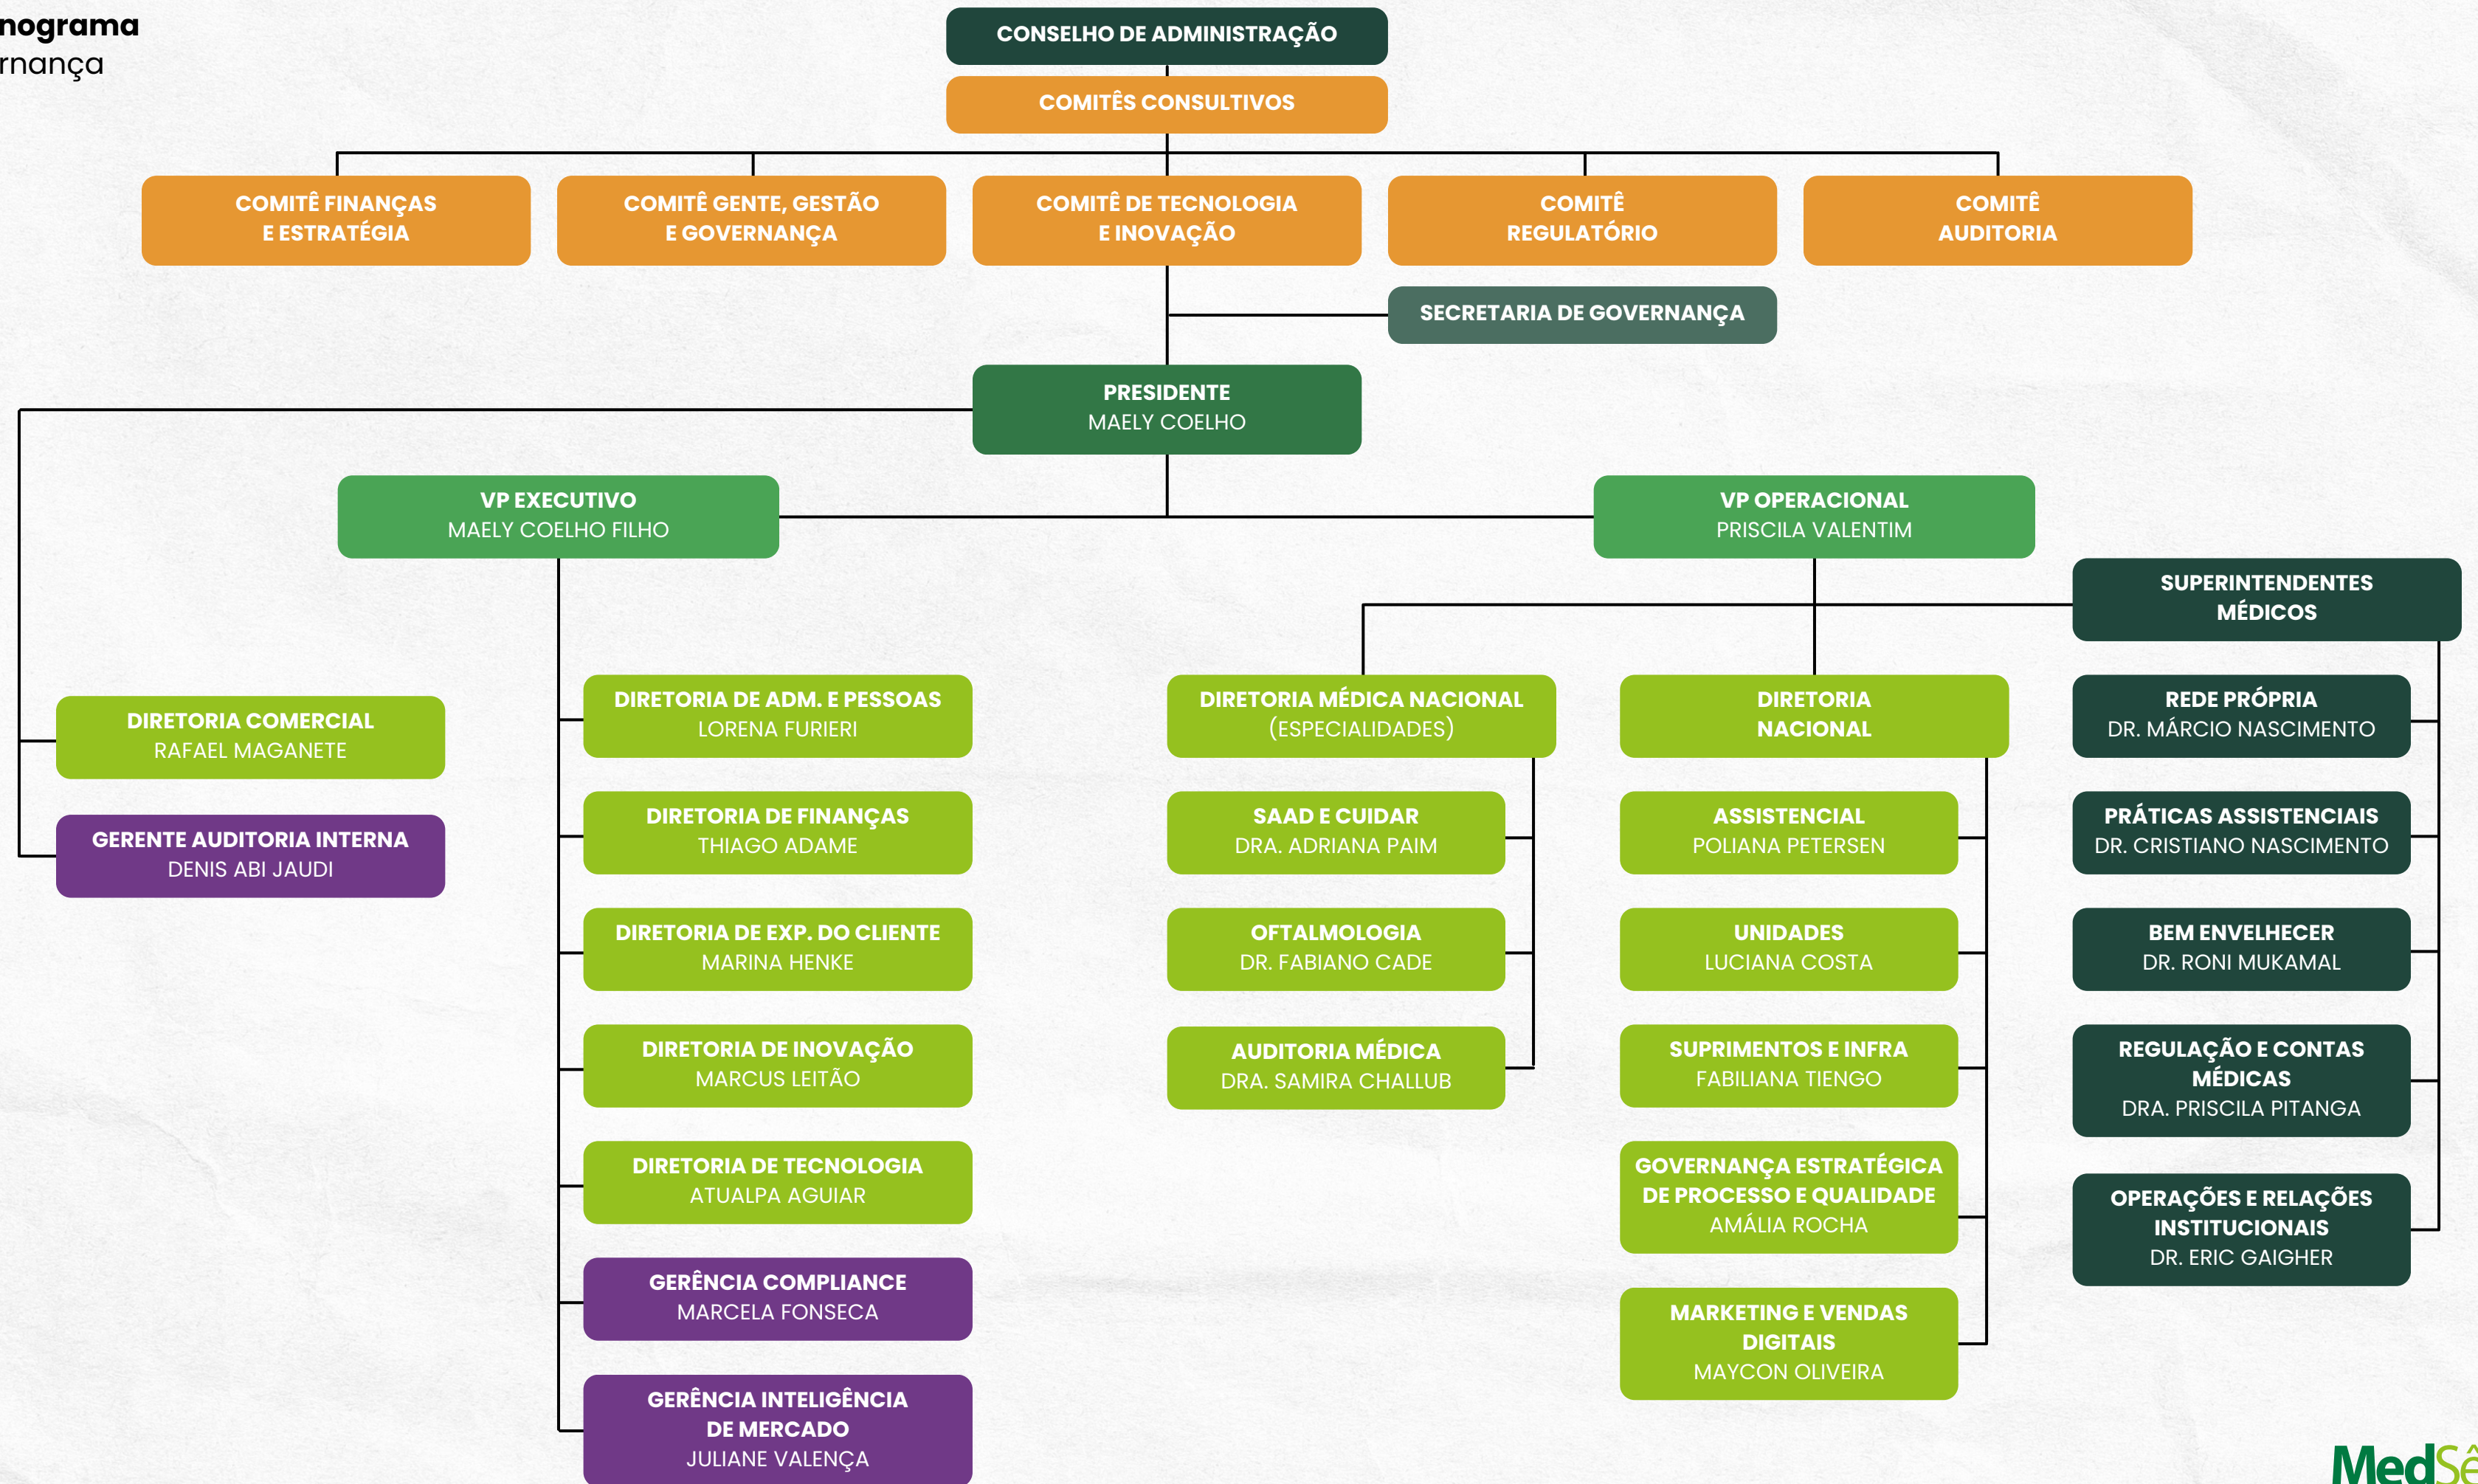 nograma
rnança
CONSELHO DE ADMINISTRAÇÃO
COMITÊS CONSULTIVOS
COMITÊ FINANÇAS
E ESTRATÉGIA
COMITÊ GENTE, GESTÃO
E GOVERNANÇA
COMITÊ DE TECNOLOGIA
E INOVAÇÃO
COMITÊ
REGULATÓRIO
COMITÊ
AUDITORIA
SECRETARIA DE GOVERNANÇA
PRESIDENTE
MAELY COELHO
VP EXECUTIVO
MAELY COELHO FILHO
VP OPERACIONAL
PRISCILA VALENTIM
DIRETORIA COMERCIAL
RAFAEL MAGANETE
GERENTE AUDITORIA INTERNA
DENIS ABI JAUDI
DIRETORIA DE ADM. E PESSOAS
LORENA FURIERI
DIRETORIA DE FINANÇAS
THIAGO ADAME
DIRETORIA DE EXP. DO CLIENTE
MARINA HENKE
DIRETORIA DE INOVAÇÃO
MARCUS LEITÃO
DIRETORIA DE TECNOLOGIA
ATUALPA AGUIAR
GERÊNCIA COMPLIANCE
MARCELA FONSECA
GERÊNCIA INTELIGÊNCIA
DE MERCADO
JULIANE VALENÇA
DIRETORIA MÉDICA NACIONAL
(ESPECIALIDADES)
SAAD E CUIDAR
DRA. ADRIANA PAIM
OFTALMOLOGIA
DR. FABIANO CADE
AUDITORIA MÉDICA
DRA. SAMIRA CHALLUB
DIRETORIA
NACIONAL
ASSISTENCIAL
POLIANA PETERSEN
UNIDADES
LUCIANA COSTA
SUPRIMENTOS E INFRA
FABILIANA TIENGO
GOVERNANÇA ESTRATÉGICA
DE PROCESSO E QUALIDADE
AMÁLIA ROCHA
MARKETING E VENDAS
DIGITAIS
MAYCON OLIVEIRA
SUPERINTENDENTES
MÉDICOS
REDE PRÓPRIA
DR. MÁRCIO NASCIMENTO
PRÁTICAS ASSISTENCIAIS
DR. CRISTIANO NASCIMENTO
BEM ENVELHECER
DR. RONI MUKAMAL
REGULAÇÃO E CONTAS
MÉDICAS
DRA. PRISCILA PITANGA
OPERAÇÕES E RELAÇÕES
INSTITUCIONAIS
DR. ERIC GAIGHER
MedSê